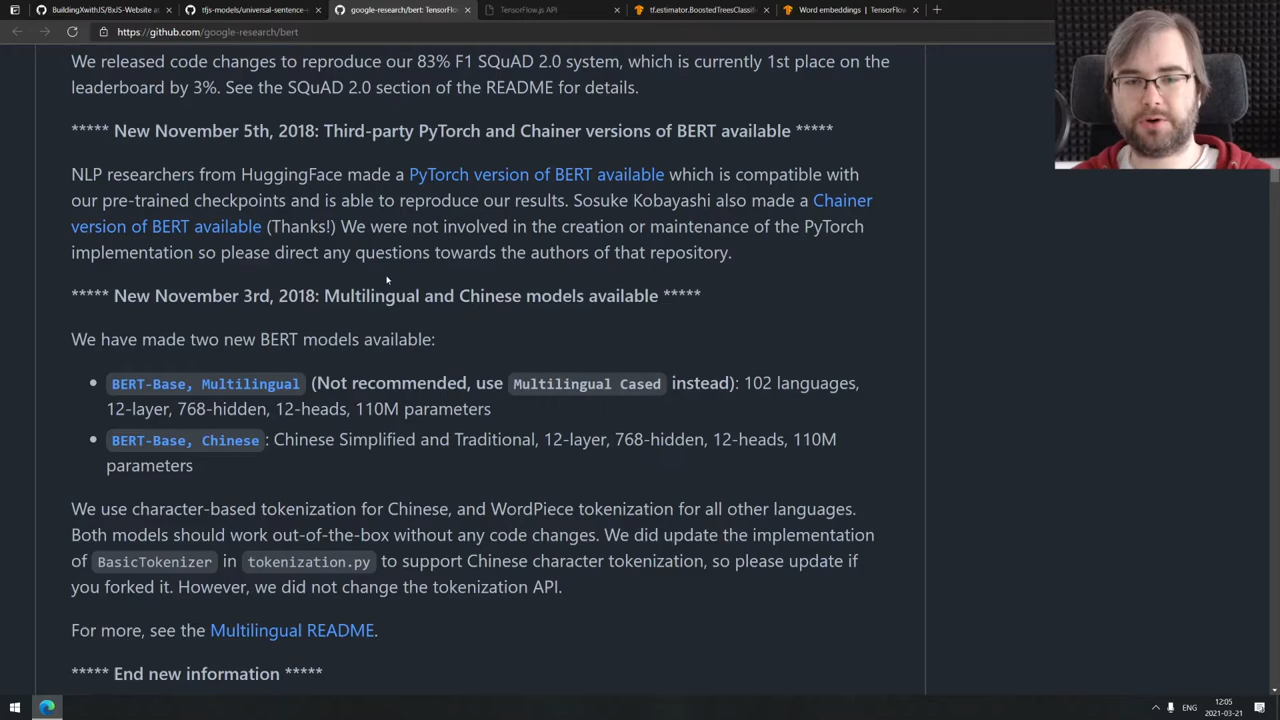 BuildingXwithJS/BxJS-Website at
tfjs-models/universal-sentence-
google-research/bert: TensorFlow
TensorFlow.js API
tf.estimator.BoostedTreesClassifie
Word embeddings | TensorFlow
https://github.com/google-research/bert
We released code changes to reproduce our 83% F1 SQuAD 2.0 system, which is currently 1st place on the
leaderboard by 3%. See the SQuAD 2.0 section of the README for details.
***** New November 5th, 2018: Third-party PyTorch and Chainer versions of BERT available *****
NLP researchers from HuggingFace made a PyTorch version of BERT available which is compatible with
our pre-trained checkpoints and is able to reproduce our results. Sosuke Kobayashi also made a Chainer
version of BERT available (Thanks!) We were not involved in the creation or maintenance of the PyTorch
implementation so please direct any questions towards the authors of that repository.
***** New November 3rd, 2018: Multilingual and Chinese models available *****
We have made two new BERT models available:
BERT-Base, Multilingual (Not recommended, use Multilingual Cased instead): 102 languages,
12-layer, 768-hidden, 12-heads, 110M parameters
BERT-Base, Chinese: Chinese Simplified and Traditional, 12-layer, 768-hidden, 12-heads, 110M
parameters
We use character-based tokenization for Chinese, and WordPiece tokenization for all other languages.
Both models should work out-of-the-box without any code changes. We did update the implementation
of BasicTokenizer in tokenization.py to support Chinese character tokenization, so please update if
you forked it. However, we did not change the tokenization API.
For more, see the Multilingual README.
***** End new information *****
ENG
12:05
2021-03-21